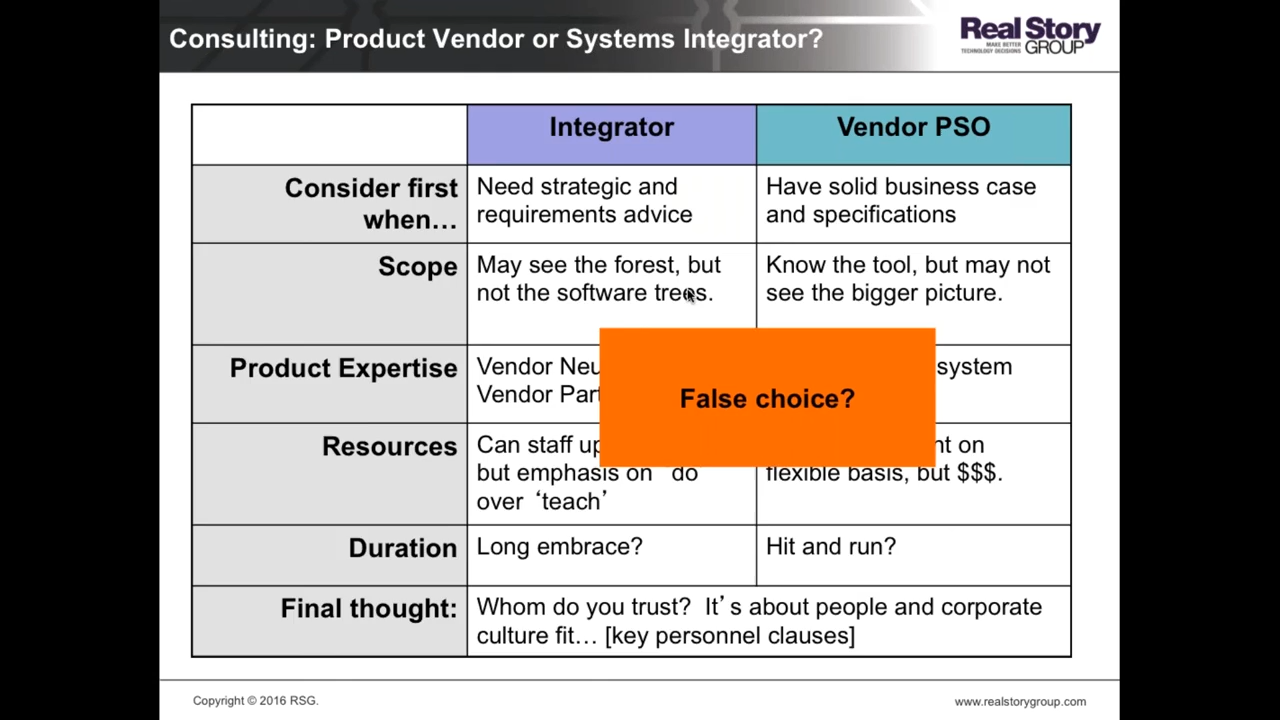 Consulting: Product Vendor or Systems Integrator?
Real Story
MAKE BETTER
TECHNOLOGY DECISIONS
GROUP
Integrator
Vendor PSO
Consider first
when…
Need strategic and
requirements advice
Have solid business case
and specifications
Scope
May see the forest, but
not the software trees.
Know the tool, but may not
see the bigger picture.
Product Expertise
Vendor
Vendor
system
False choice?
Resources
Can staff up
but emphasis on do
over ‘teach’
on
flexible basis, but $$$.
Duration
Long embrace?
Hit and run?
Final thought:
Whom do you trust? It’s about people and corporate
culture fit… [key personnel clauses]
Copyright © 2016 RSG.
www.realstorygroup.com